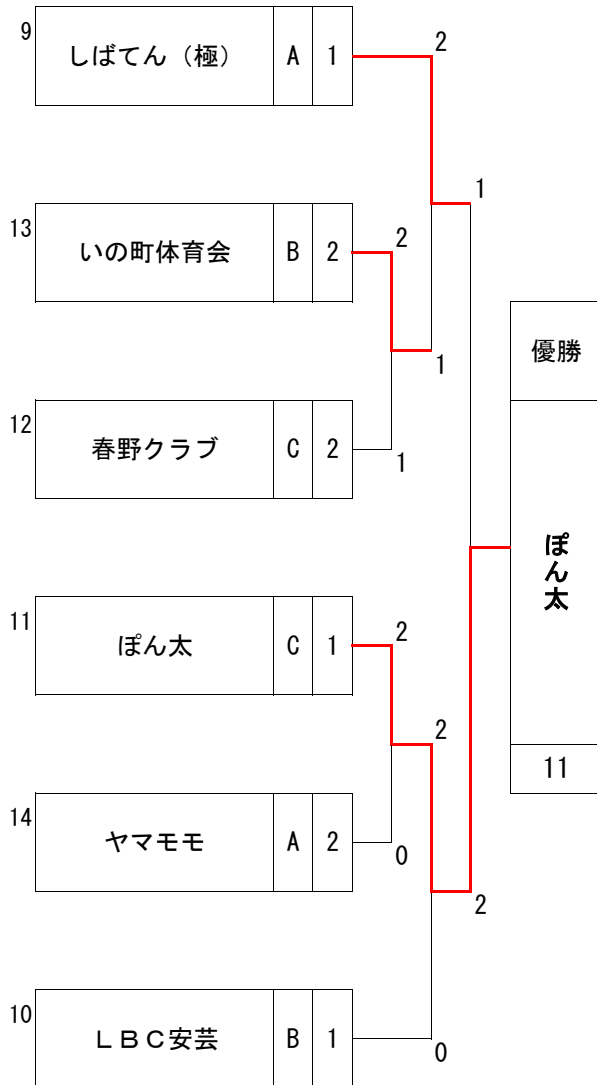 9
しばてん（極） A 1
2
1
13
いの町体育会 B 2
2
1
12
春野クラブ C 2
1
優勝
ぽん太
11
11
ぽん太 C 1
2
2
14
ヤマモモ A 2
0
2
10
ＬＢＣ安芸 B 1
0